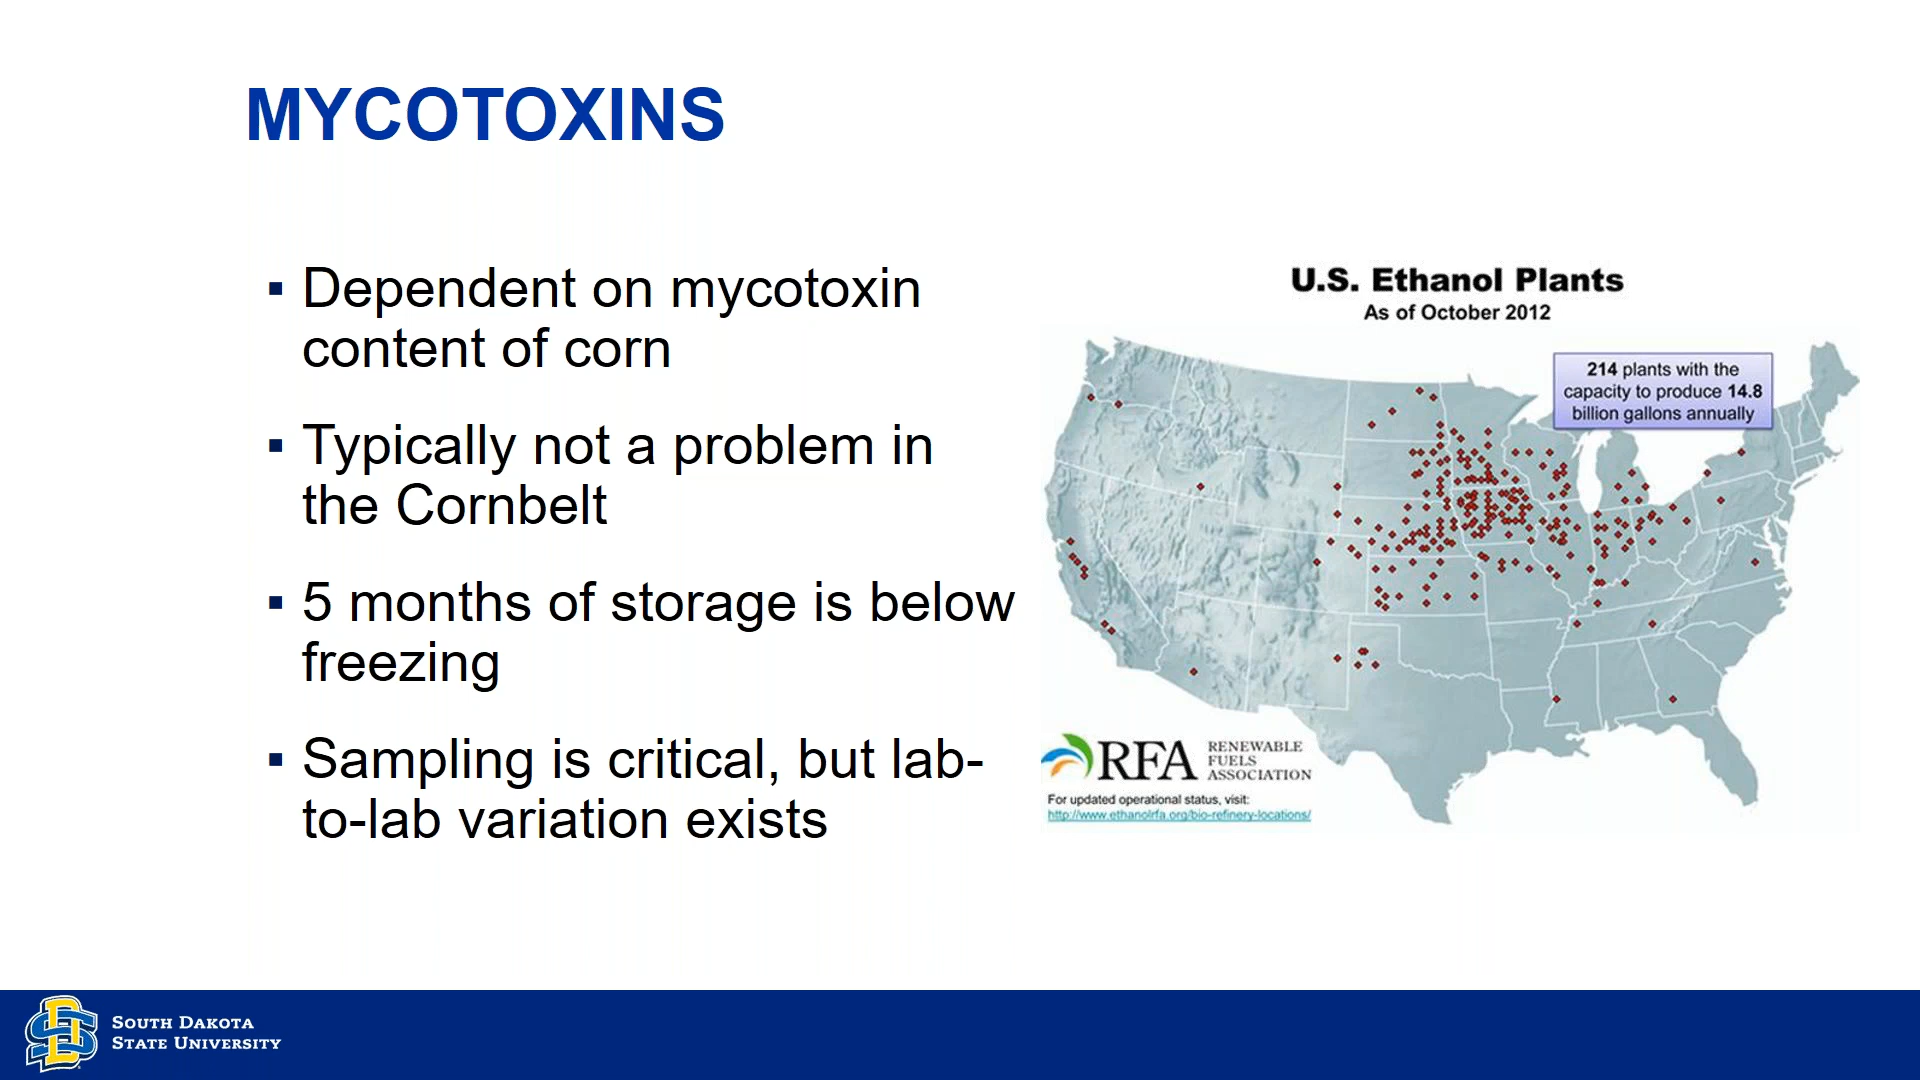 MYCOTOXINS
▪ Dependent on mycotoxin
content of corn
▪ Typically not a problem in
the Cornbelt
▪ 5 months of storage is below
freezing
▪ Sampling is critical, but lab-
to-lab variation exists
U.S. Ethanol Plants
As of October 2012
214 plants with the
capacity to produce 14.8
billion gallons annually
RFA
RENEWABLE
FUELS
ASSOCIATION
For updated operational status, visit:
http://www.ethanolrfa.org/bio-refinery-locations/
SOUTH DAKOTA
STATE UNIVERSITY